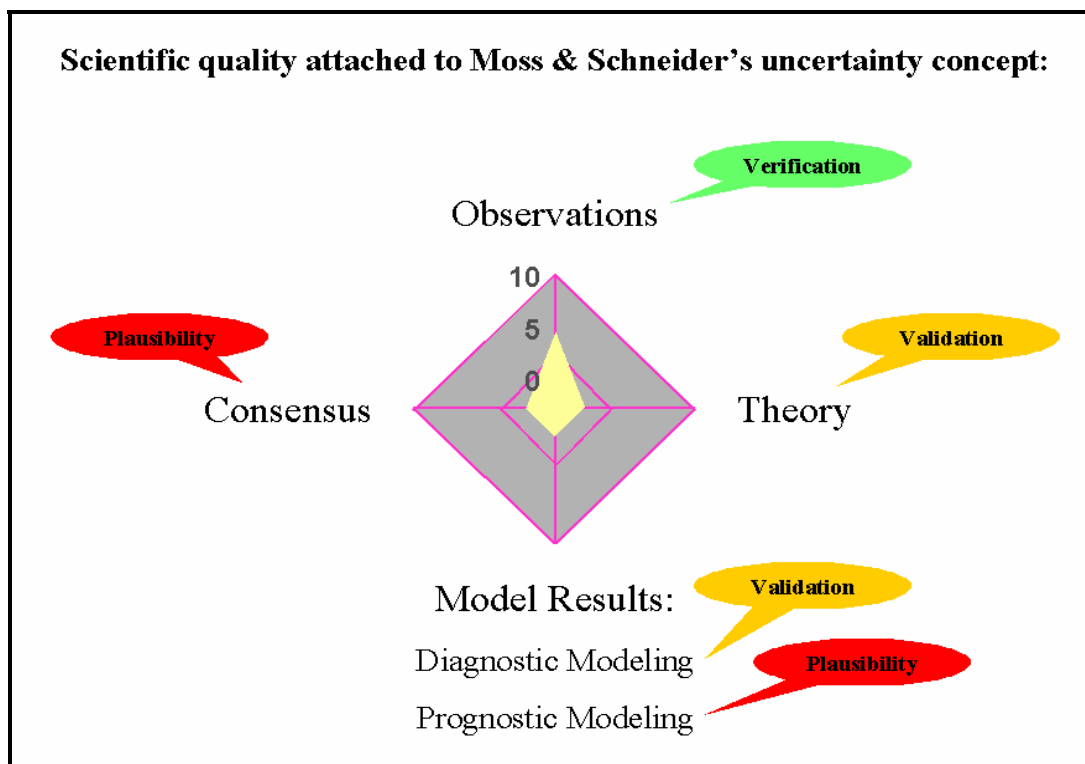 Scientific quality attached to Moss & Schneider's uncertainty concept:
Verification
Observations
10
5
0
Plausibility
Consensus
Validation
Theory
Model Results:
Validation
Diagnostic Modeling
Plausibility
Prognostic Modeling